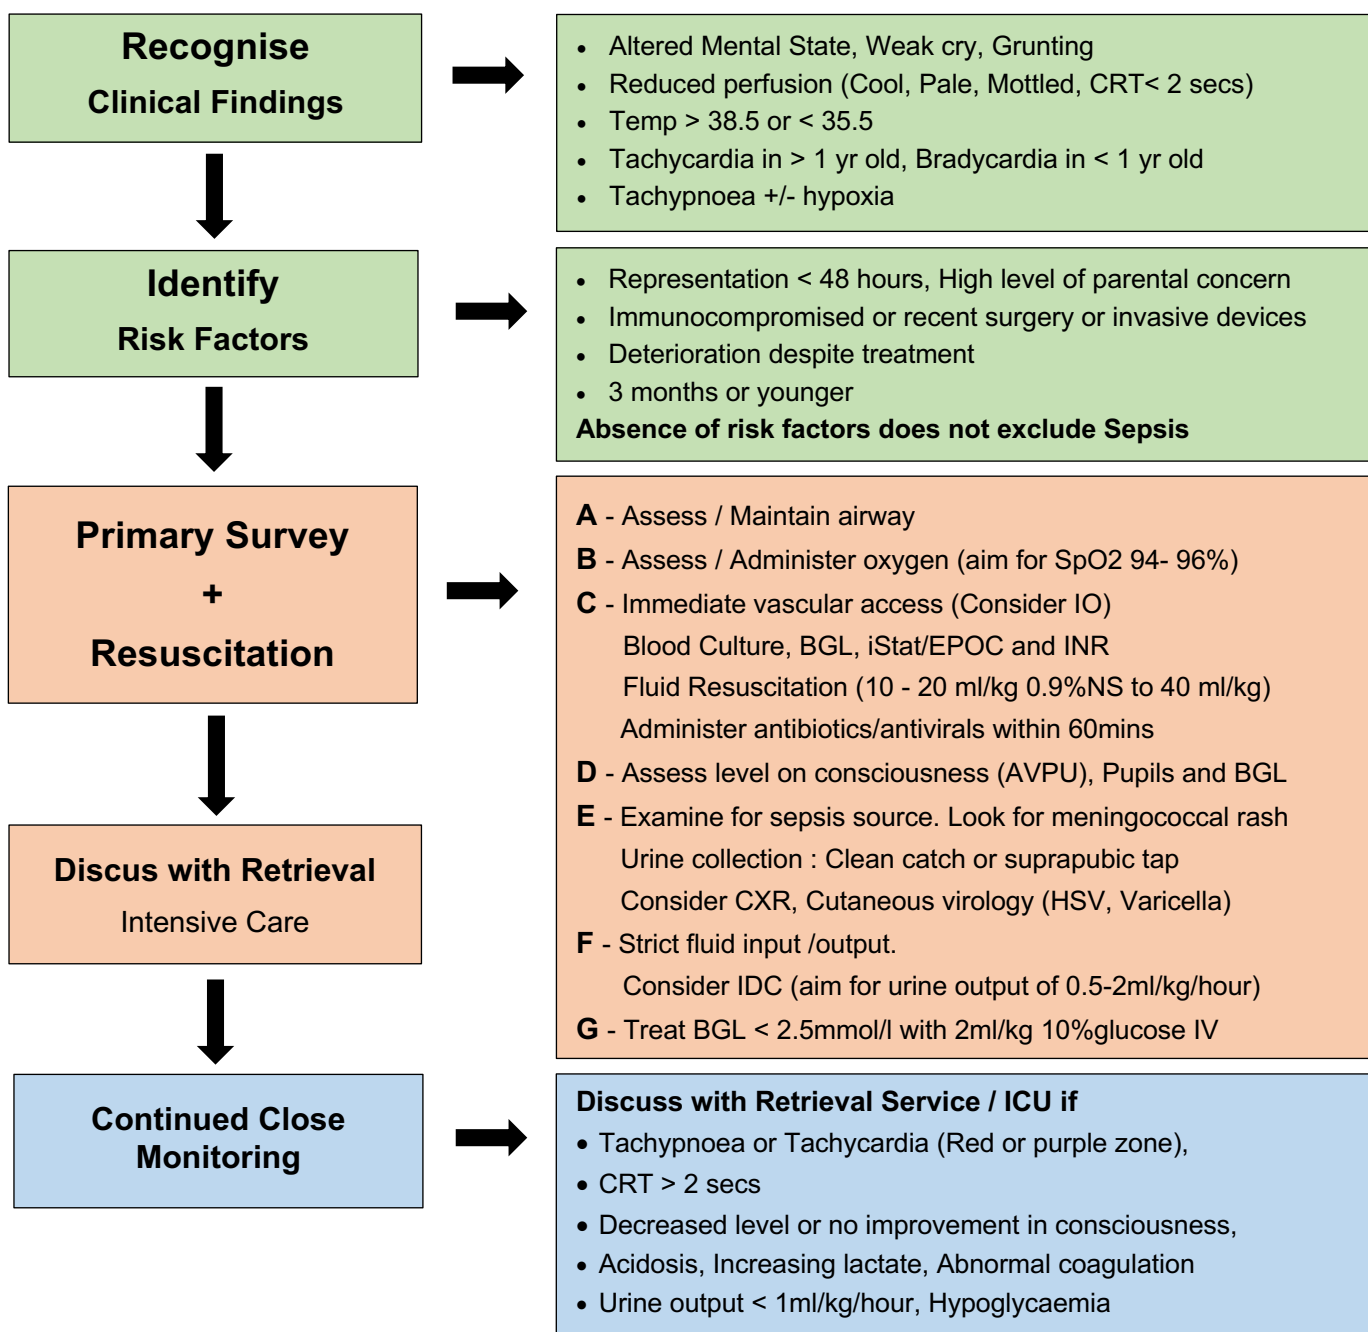 Recognise
Clinical Findings
• Altered Mental State, Weak cry, Grunting
• Reduced perfusion (Cool, Pale, Mottled, CRT< 2 secs)
• Temp > 38.5 or < 35.5
• Tachycardia in > 1 yr old, Bradycardia in < 1 yr old
• Tachypnoea +/- hypoxia
Identify
Risk Factors
• Representation < 48 hours, High level of parental concern
• Immunocompromised or recent surgery or invasive devices
• Deterioration despite treatment
• 3 months or younger
Absence of risk factors does not exclude Sepsis
Primary Survey
+
Resuscitation
A - Assess / Maintain airway
B - Assess / Administer oxygen (aim for SpO2 94- 96%)
C - Immediate vascular access (Consider IO)
Blood Culture, BGL, iStat/EPOC and INR
Fluid Resuscitation (10 - 20 ml/kg 0.9%NS to 40 ml/kg)
Administer antibiotics/antivirals within 60mins
D - Assess level on consciousness (AVPU), Pupils and BGL
E - Examine for sepsis source. Look for meningococcal rash
Urine collection : Clean catch or suprapubic tap
Consider CXR, Cutaneous virology (HSV, Varicella)
F - Strict fluid input /output.
Consider IDC (aim for urine output of 0.5-2ml/kg/hour)
G - Treat BGL < 2.5mmol/l with 2ml/kg 10%glucose IV
Discus with Retrieval
Intensive Care
Continued Close
Monitoring
Discuss with Retrieval Service / ICU if
• Tachypnoea or Tachycardia (Red or purple zone),
• CRT > 2 secs
• Decreased level or no improvement in consciousness,
• Acidosis, Increasing lactate, Abnormal coagulation
• Urine output < 1ml/kg/hour, Hypoglycaemia